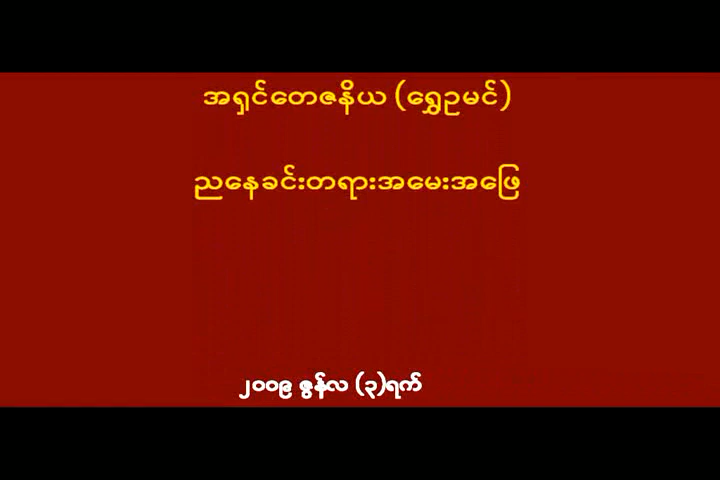 အရှင်တေဇနိယ (ရွှေဥမင်)
ညနေခင်းတရားအမေးအဖြေ
၂၀၀၉ ဇွန်လ (၃)ရက်